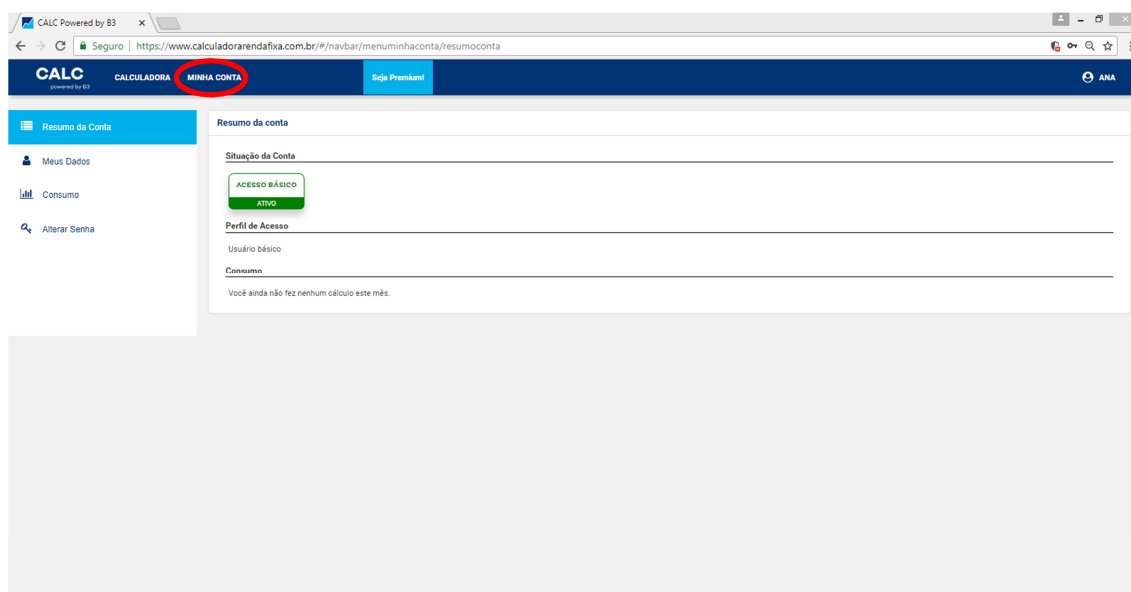 CALC Powered by B3
Seguro | https://www.calculadorarendafixa.com.br/#/navbar/menuminhaconta/resumoconta
CALC
powered by B3
CALCULADORA MINHA CONTA Seja Premium! ANA
Resumo da Conta
Meus Dados
Consumo
Alterar Senha
Resumo da conta
Situação da Conta
ACESSO BÁSICO
ATIVO
Perfil de Acesso
Usuário básico
Consumo
Você ainda não fez nenhum cálculo este mês.